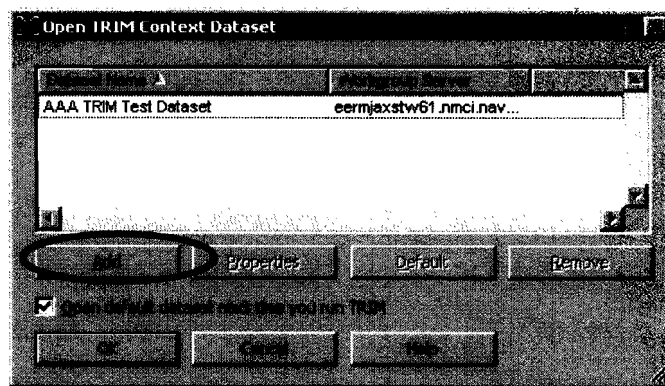 Open TRIM Context Dataset
Dataset Name Workgroup Server
AAA TRIM Test Dataset eermjaxstw61.nmci.nav...
Add Properties Default Remove
Open default dataset next time you run TRIM
OK Cancel Help